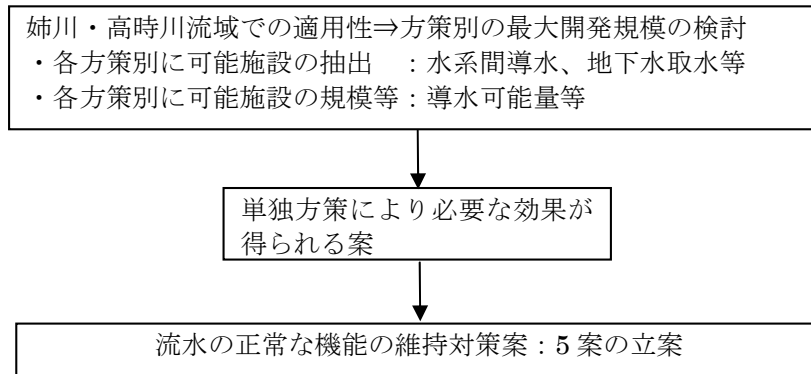 姉川・高時川流域での適用性⇒方策別の最大開発規模の検討
・各方策別に可能施設の抽出　：水系間導水、地下水取水等
・各方策別に可能施設の規模等：導水可能量等
単独方策により必要な効果が
得られる案
流水の正常な機能の維持対策案：5 案の立案